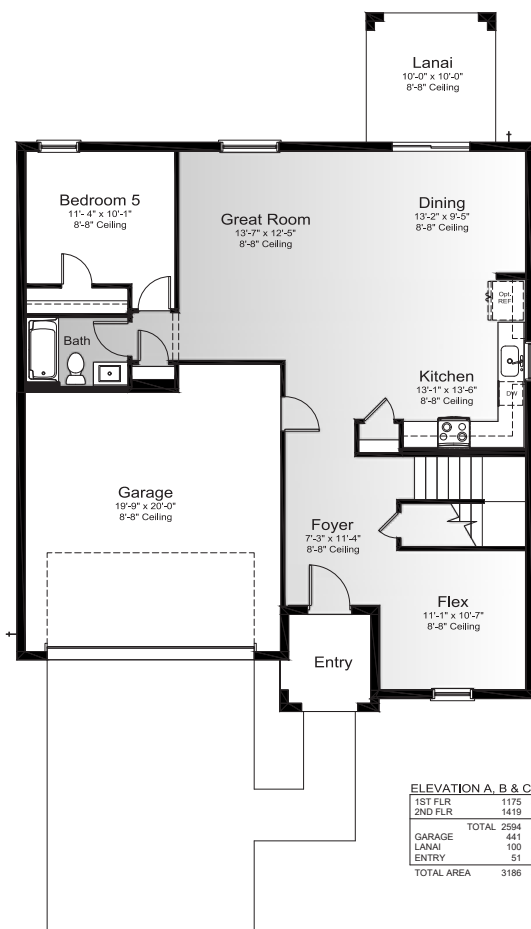 Lanai
10'-0" x 10'-0"
8'-8" Ceiling
Bedroom 5
11'- 4" x 10'-1"
8'-8" Ceiling
Great Room
13'-7" x 12'-5"
8'-8" Ceiling
Dining
13'-2" x 9'-5"
8'-8" Ceiling
Opt.
REF
Bath
Kitchen
13'-1" x 13'-6"
8'-8" Ceiling
DW
Garage
19'-9" x 20'-0"
8'-8" Ceiling
Foyer
7'-3" x 11'-4"
8'-8" Ceiling
Flex
11'-1" x 10'-7"
8'-8" Ceiling
Entry
ELEVATION A, B & C
1ST FLR 1175
2ND FLR 1419
TOTAL 2594
GARAGE 441
LANAI 100
ENTRY 51
TOTAL AREA 3186